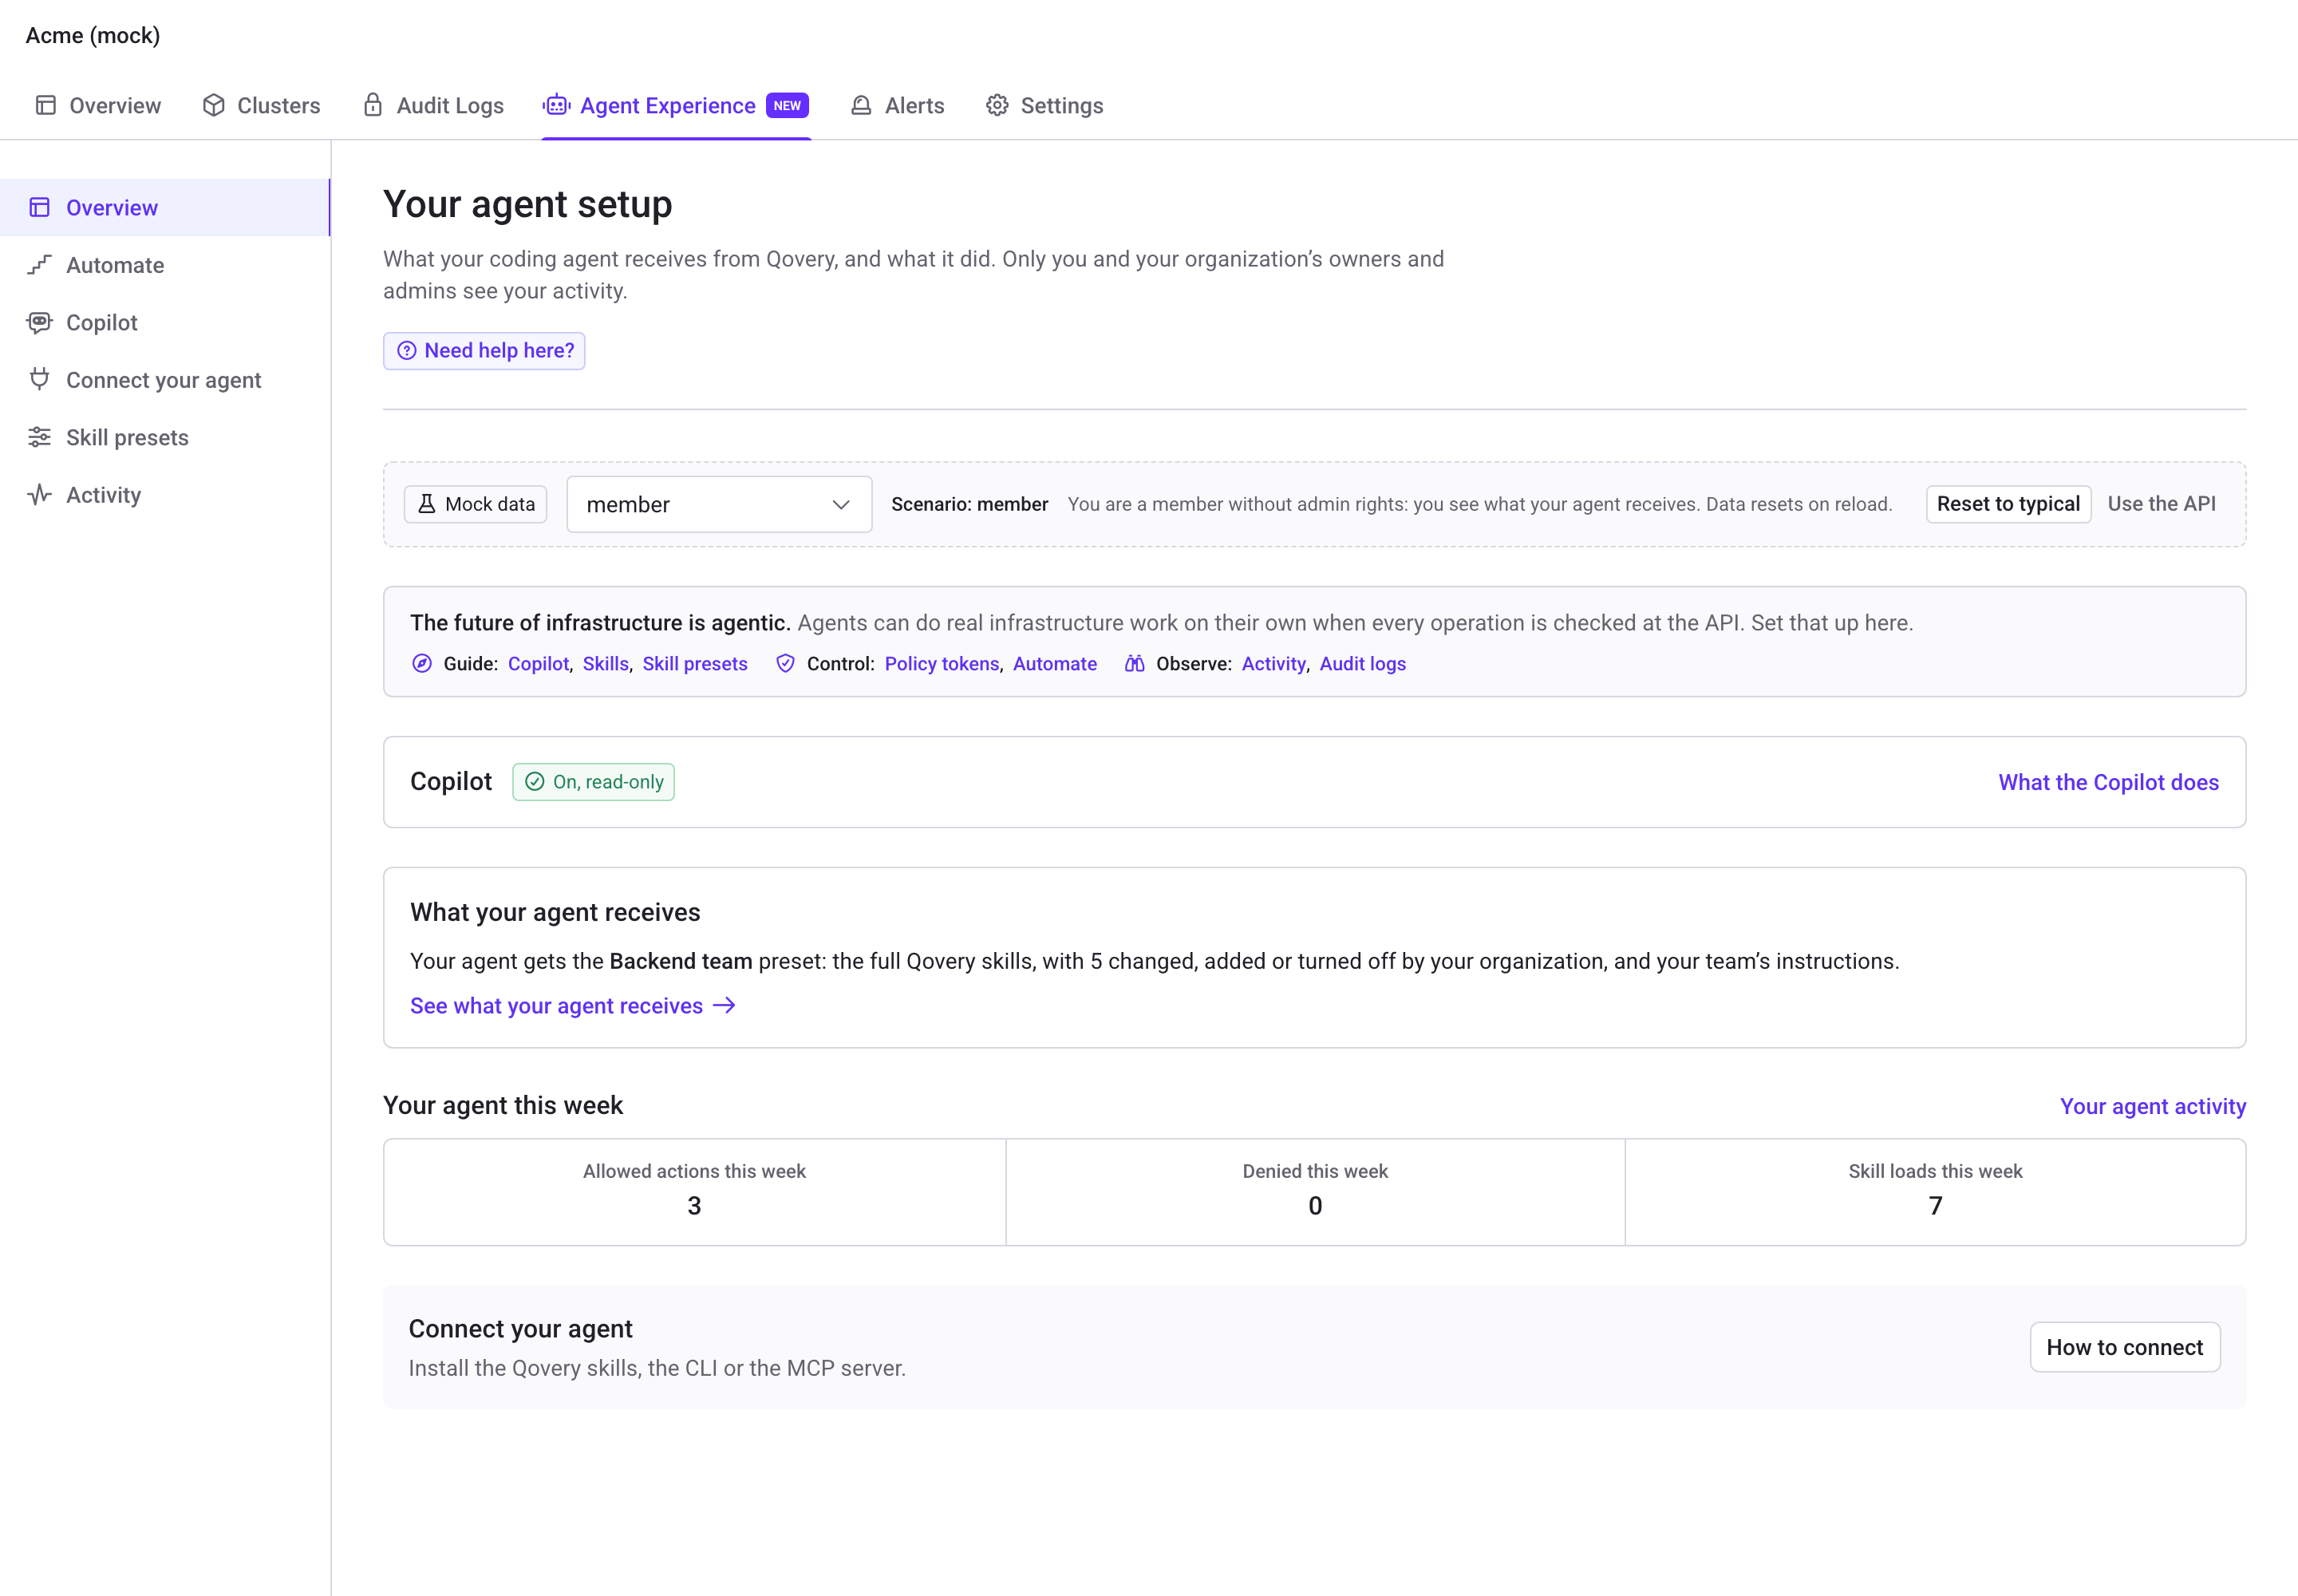 Acme (mock)
Overview
Clusters
Audit Logs
Agent Experience NEW
Alerts
Settings
Overview
Automate
Copilot
Connect your agent
Skill presets
Activity
Your agent setup
What your coding agent receives from Qovery, and what it did. Only you and your organization’s owners and
admins see your activity.
Need help here?
Mock data
member
Scenario: member You are a member without admin rights: you see what your agent receives. Data resets on reload.
Reset to typical
Use the API
The future of infrastructure is agentic. Agents can do real infrastructure work on their own when every operation is checked at the API. Set that up here.
Guide: Copilot, Skills, Skill presets Control: Policy tokens, Automate Observe: Activity, Audit logs
Copilot
On, read-only
What the Copilot does
What your agent receives
Your agent gets the Backend team preset: the full Qovery skills, with 5 changed, added or turned off by your organization, and your team’s instructions.
See what your agent receives
Your agent this week
Your agent activity
Allowed actions this week
3
Denied this week
0
Skill loads this week
7
Connect your agent
Install the Qovery skills, the CLI or the MCP server.
How to connect